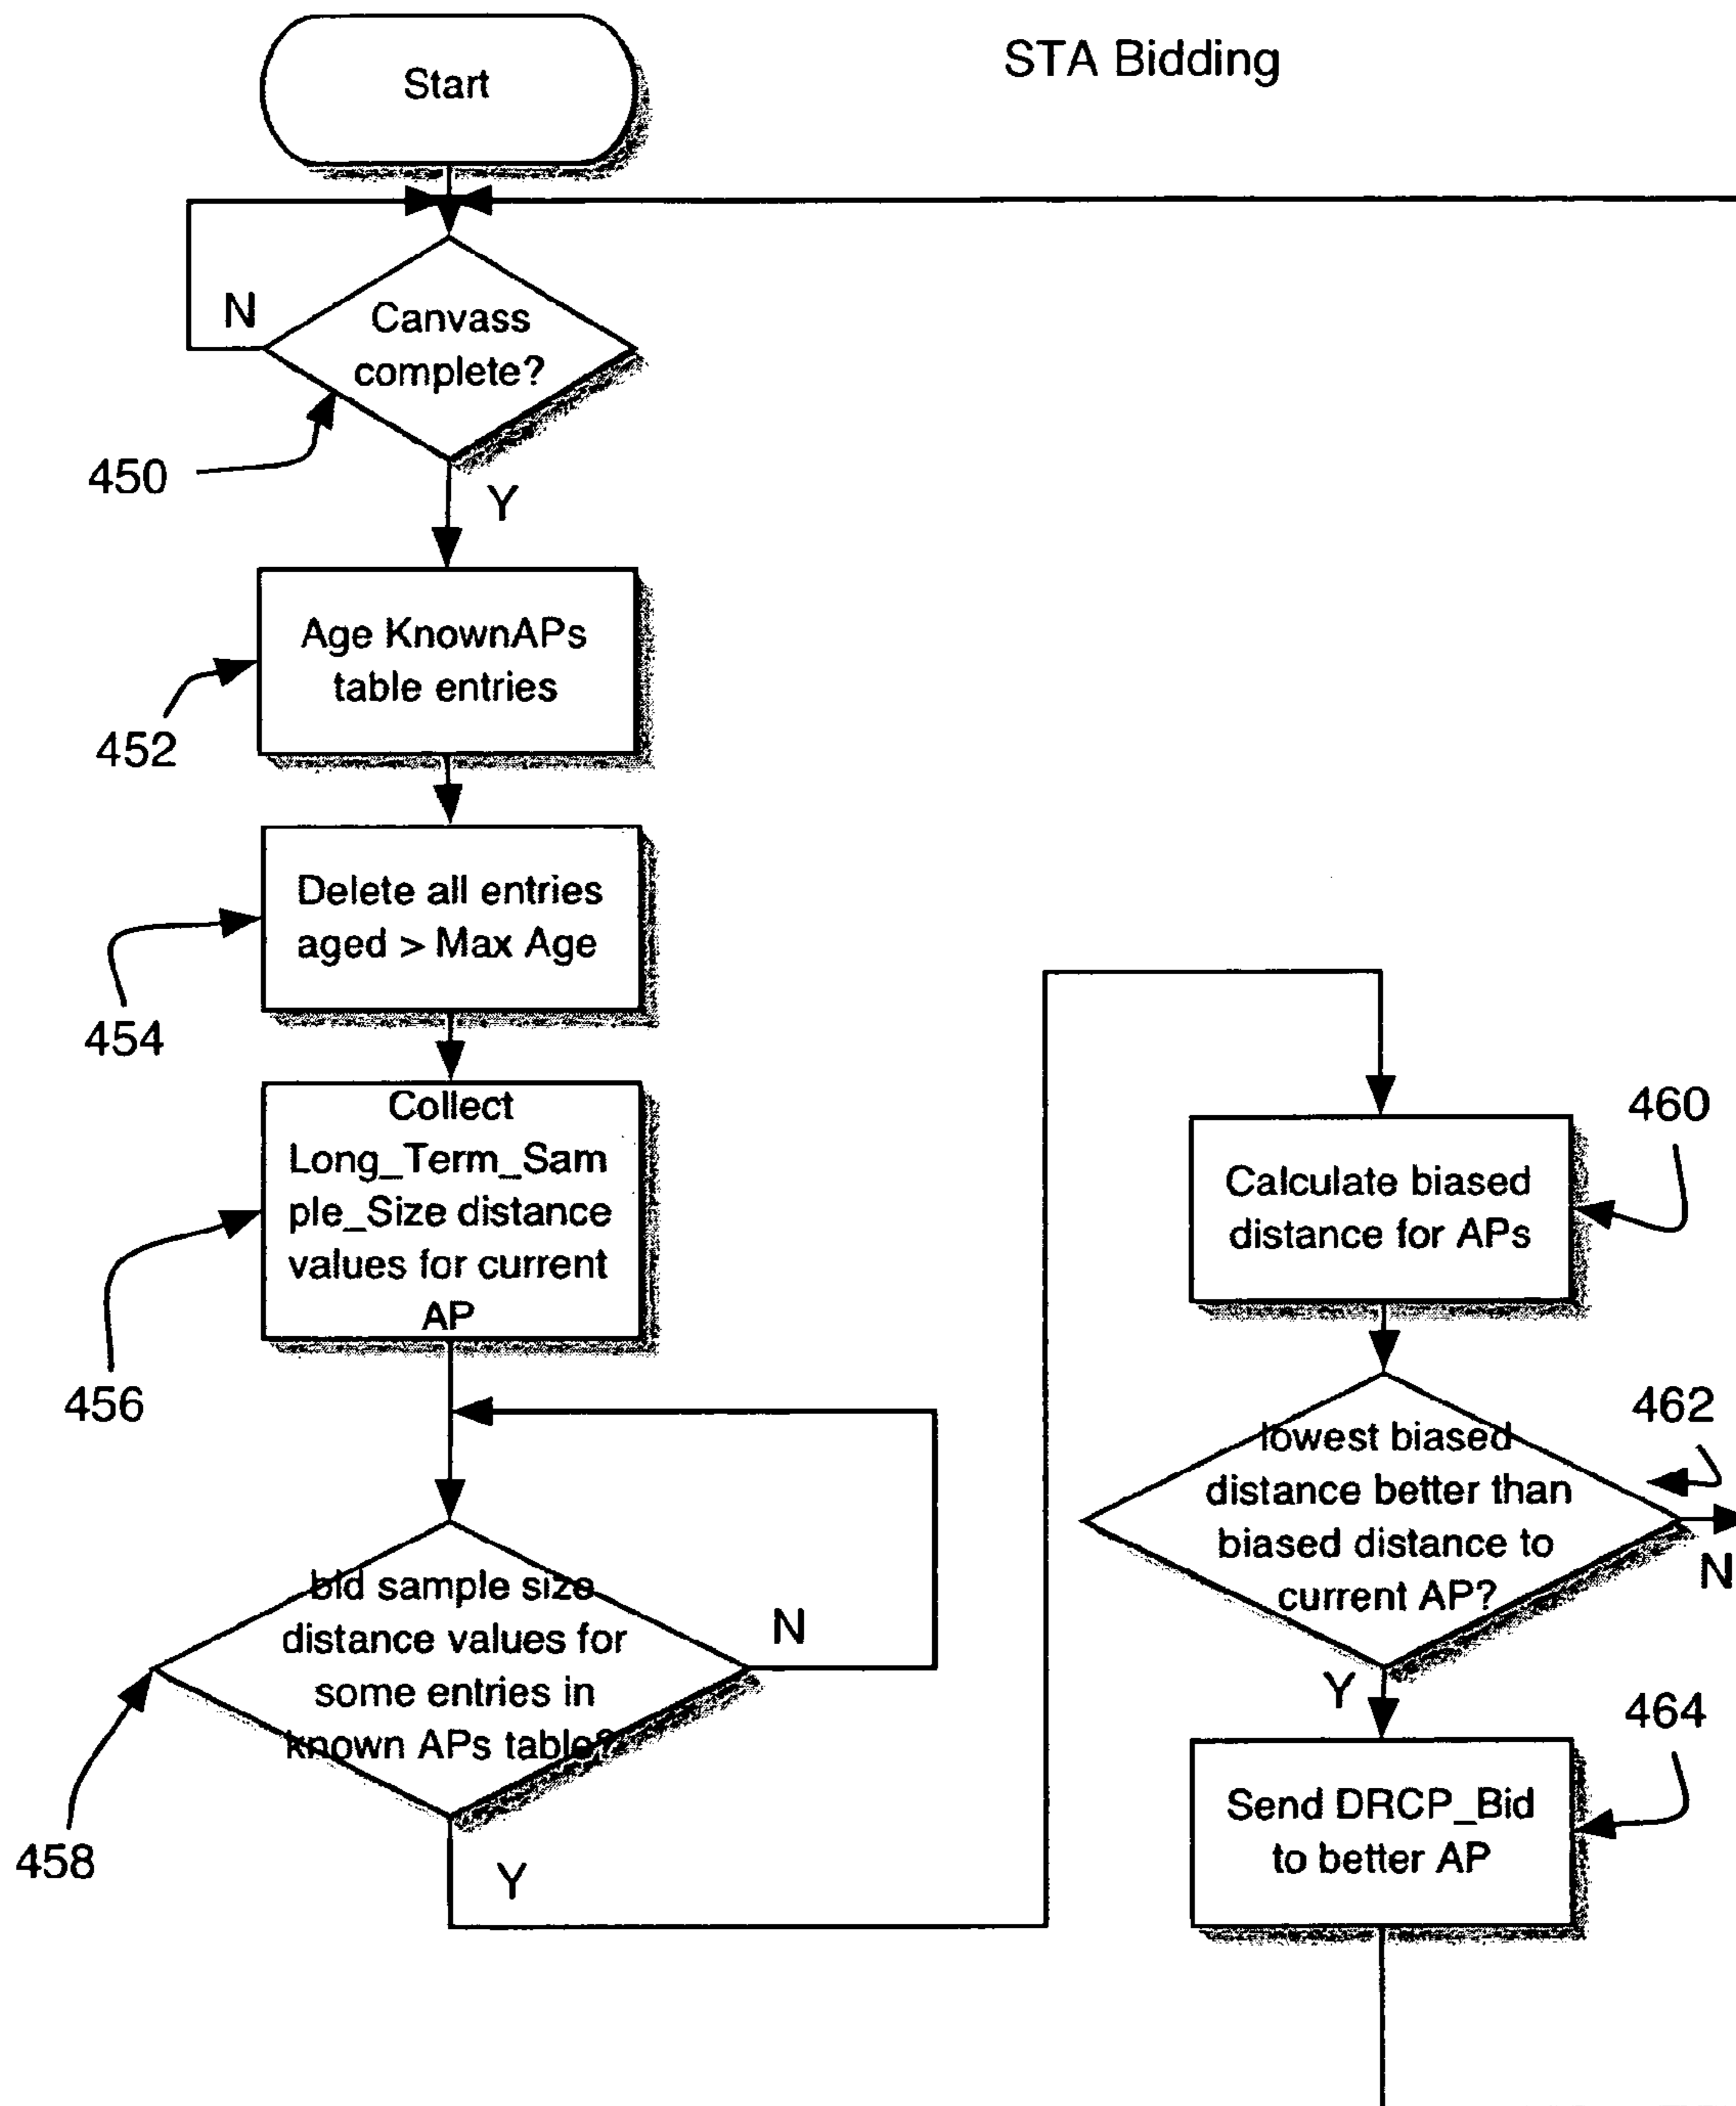 STA Bidding
Start
Canvass
complete?
N
450
Y
Age KnownAPs
table entries
452
Delete all entries
aged > Max Age
454
Collect
Long_Term_Sam
ple_Size distance
values for current
AP
456
bid sample size
distance values for
some entries in
known APs table?
N
458
Y
460
Calculate biased
distance for APs
462
lowest biased
distance better than
biased distance to
current AP?
N
Y
464
Send DRCP_Bid
to better AP